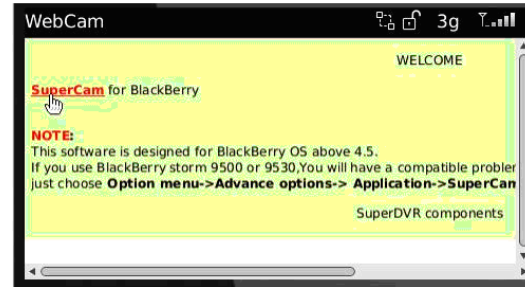 WebCam 3g
WELCOME
SuperCam for BlackBerry
NOTE:
This software is designed for BlackBerry OS above 4.5.
If you use BlackBerry storm 9500 or 9530,You will have a compatible
just choose Option menu->Advance options-> Application->SuperCam
SuperDVR components